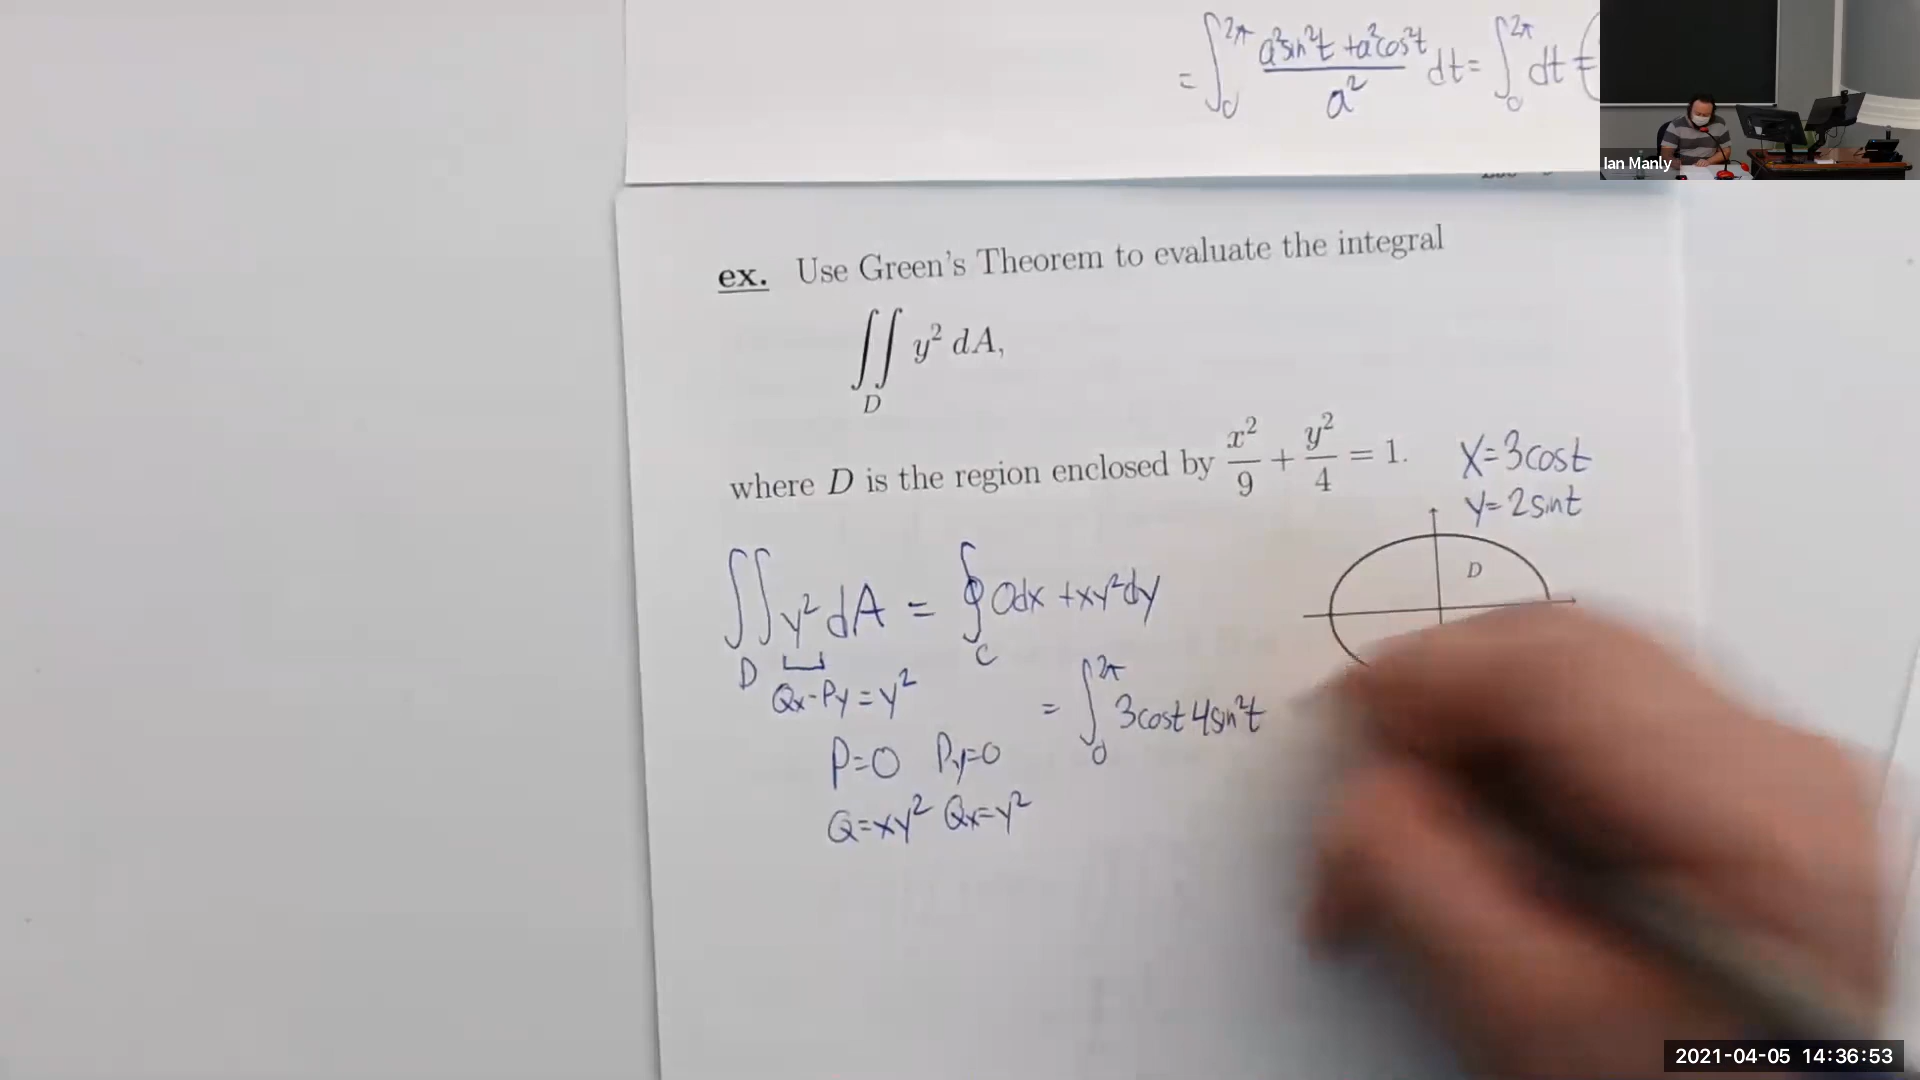 = ∫₀^2π (a²sin²t + a²cos²t)/a² dt = ∫₀^2π dt =
Ian Manly
ex. Use Green's Theorem to evaluate the integral
∬_D y² dA,
where D is the region enclosed by x²/9 + y²/4 = 1.
x=3cost
y=2sint
D
∬_D y² dA = ∮_C 0dx + xy²dy
Qx-Py=y²
= ∫₀^2π 3cost 4sin²t
P=0 Py=0
Q=xy² Qx=y²
2021-04-05 14:36:53